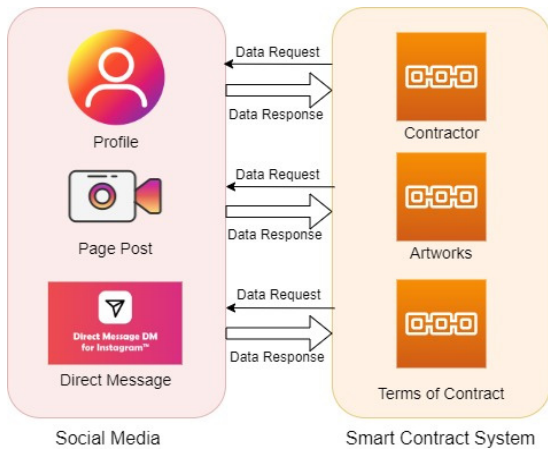 Data Request
Data Response
Profile
Contractor
Data Request
Data Response
Page Post
Artworks
Data Request
Direct Message DM
for Instagram™
Data Response
Direct Message
Terms of Contract
Social Media
Smart Contract System